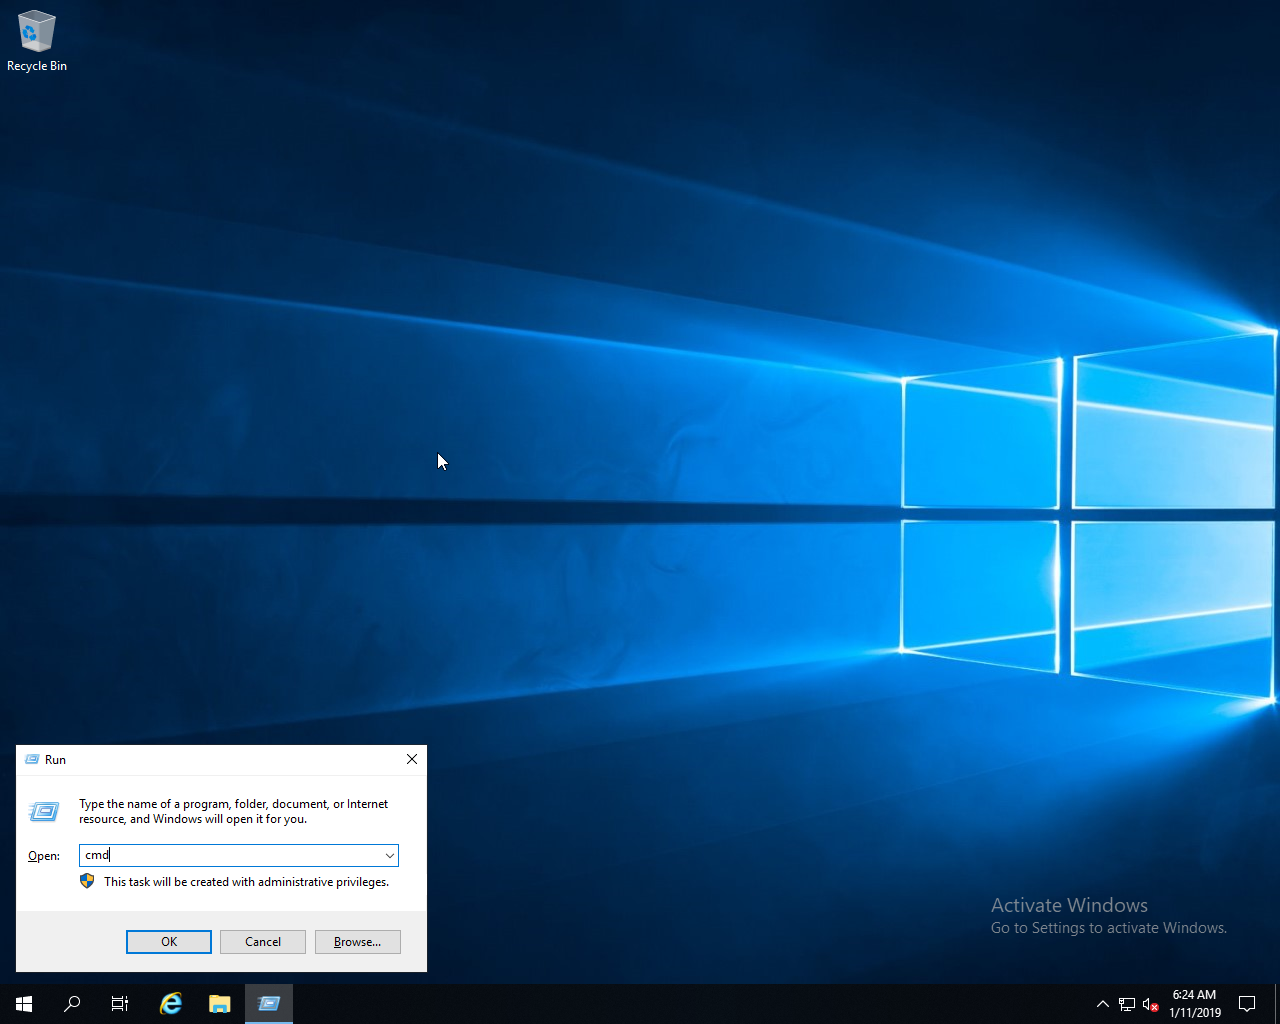 Recycle Bin
Run
Type the name of a program, folder, document, or Internet
resource, and Windows will open it for you.
Open:
cmd
This task will be created with administrative privileges.
OK
Cancel
Browse...
Activate Windows
Go to Settings to activate Windows.
6:24 AM
1/11/2019